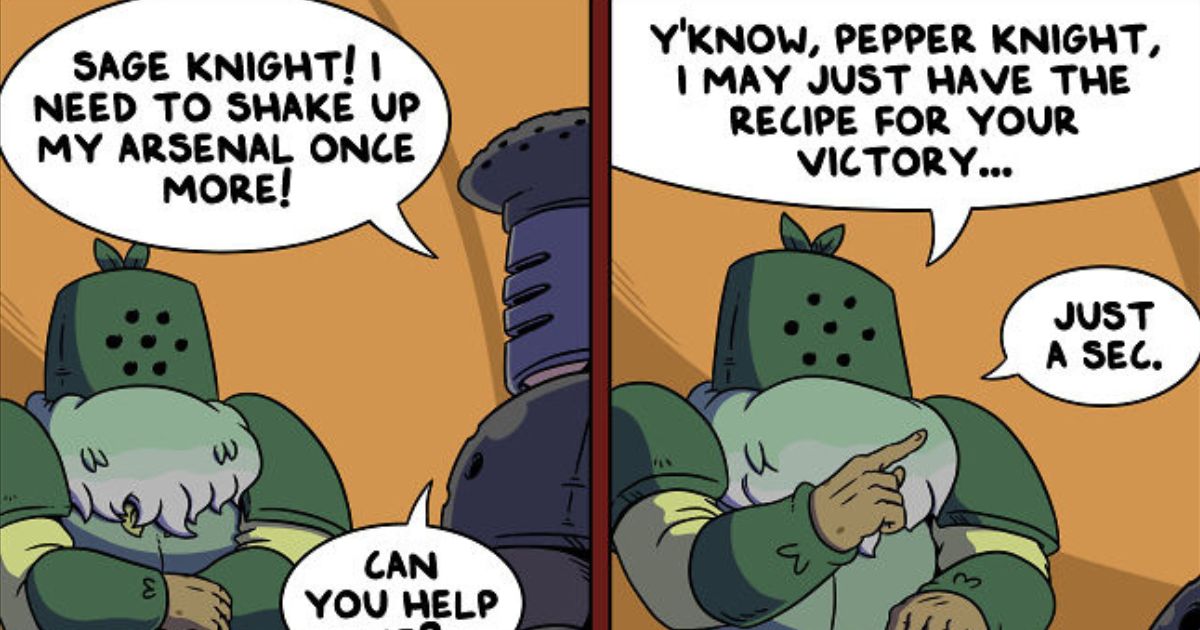 SAGE KNIGHT! I
NEED TO SHAKE UP
MY ARSENAL ONCE
MORE!
CAN
YOU HELP
Y'KNOW, PEPPER KNIGHT,
I MAY JUST HAVE THE
RECIPE FOR YOUR
VICTORY...
JUST
A SEC.